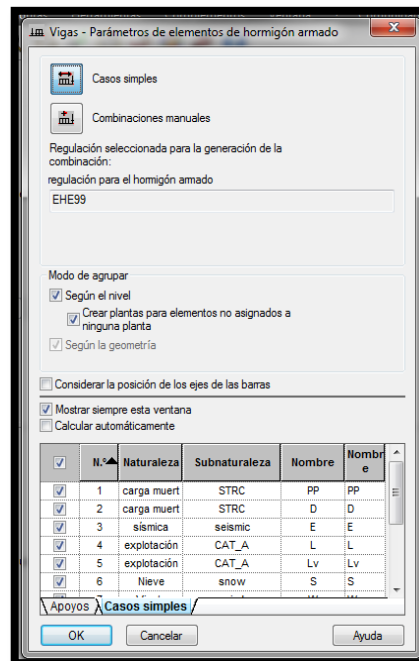 Vigas - Parámetros de elementos de hormigón armado
Casos simples
Combinaciones manuales
Regulación seleccionada para la generación de la
combinación:
regulación para el hormigón armado
EHE99
Modo de agrupar
Según el nivel
Crear plantas para elementos no asignados a
ninguna planta
Según la geometría
Considerar la posición de los ejes de las barras
Mostrar siempre esta ventana
Calcular automáticamente
N.º Naturaleza Subnaturaleza Nombre Nombr
e
1 carga muert STRC PP PP
2 carga muert STRC D D
3 sísmica seismic E E
4 explotación CAT_A L L
5 explotación CAT_A Lv Lv
6 Nieve snow S S
Apoyos Casos simples
OK Cancelar Ayuda